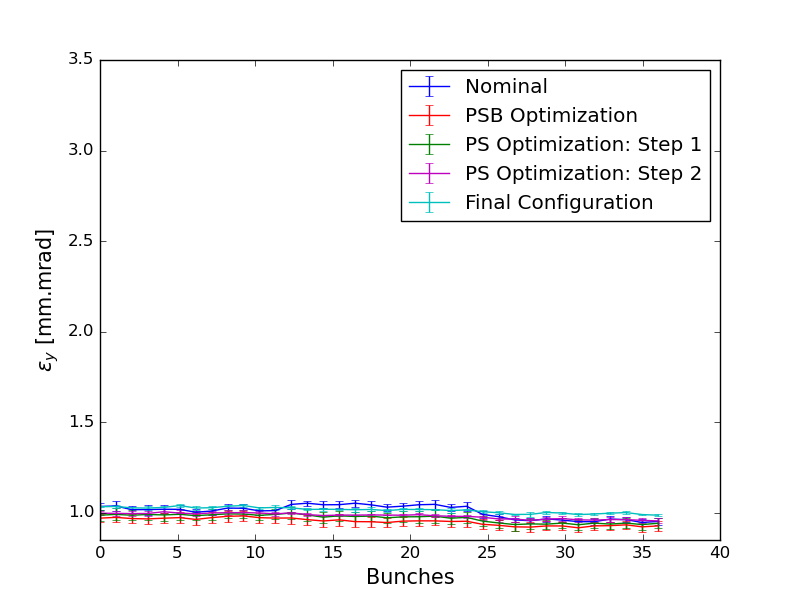 3.5
3.0
2.5
2.0
1.5
1.0
ε_y [mm.mrad]
Nominal
PSB Optimization
PS Optimization: Step 1
PS Optimization: Step 2
Final Configuration
0 5 10 15 20 25 30 35 40
Bunches